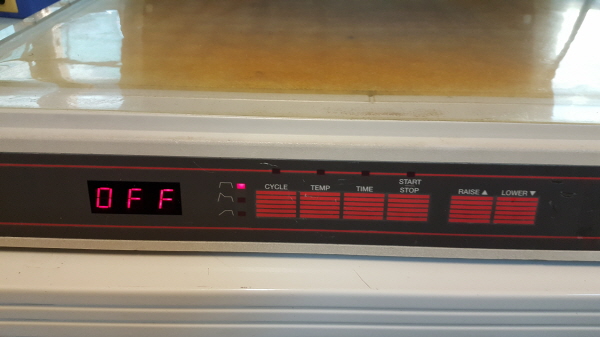 OFF
CYCLE TEMP TIME START STOP RAISE ▲ LOWER ▼